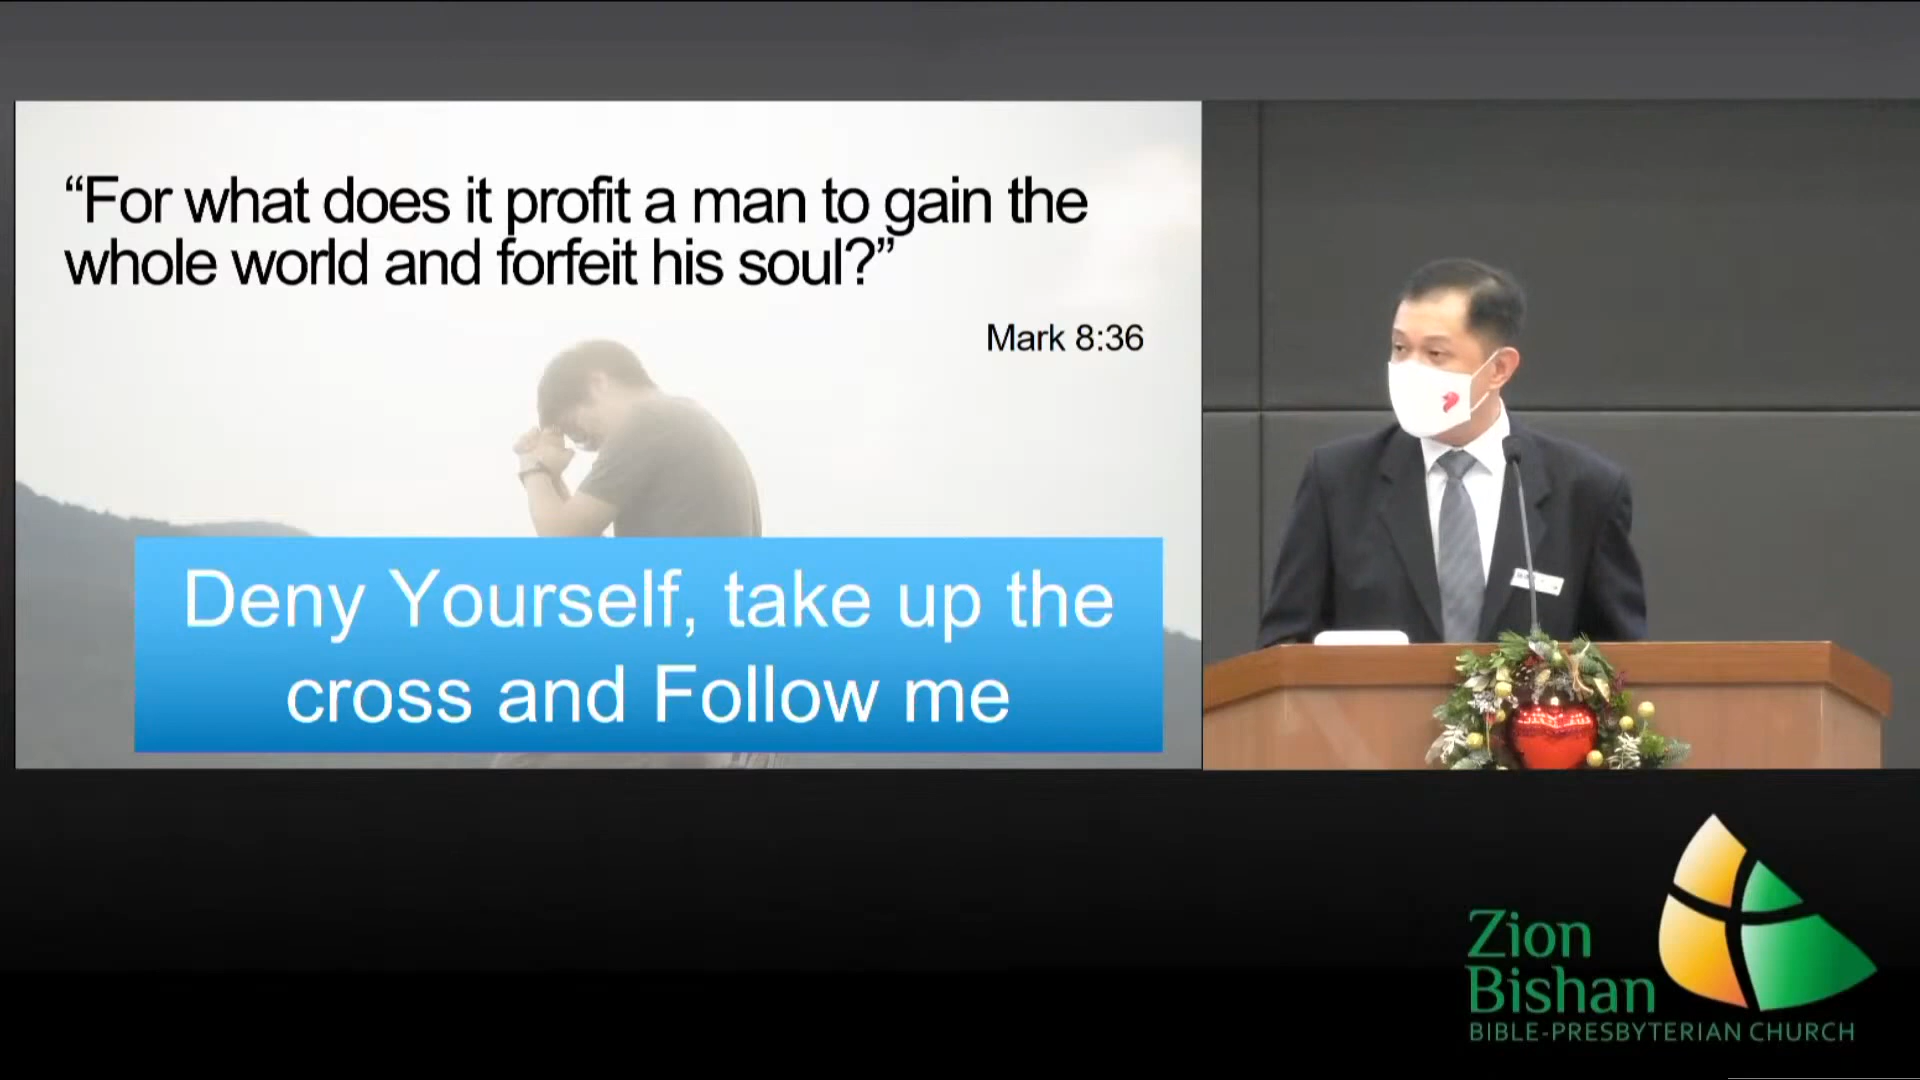 “For what does it profit a man to gain the
whole world and forfeit his soul?”
Mark 8:36
Deny Yourself, take up the
cross and Follow me
Zion
Bishan
BIBLE-PRESBYTERIAN CHURCH